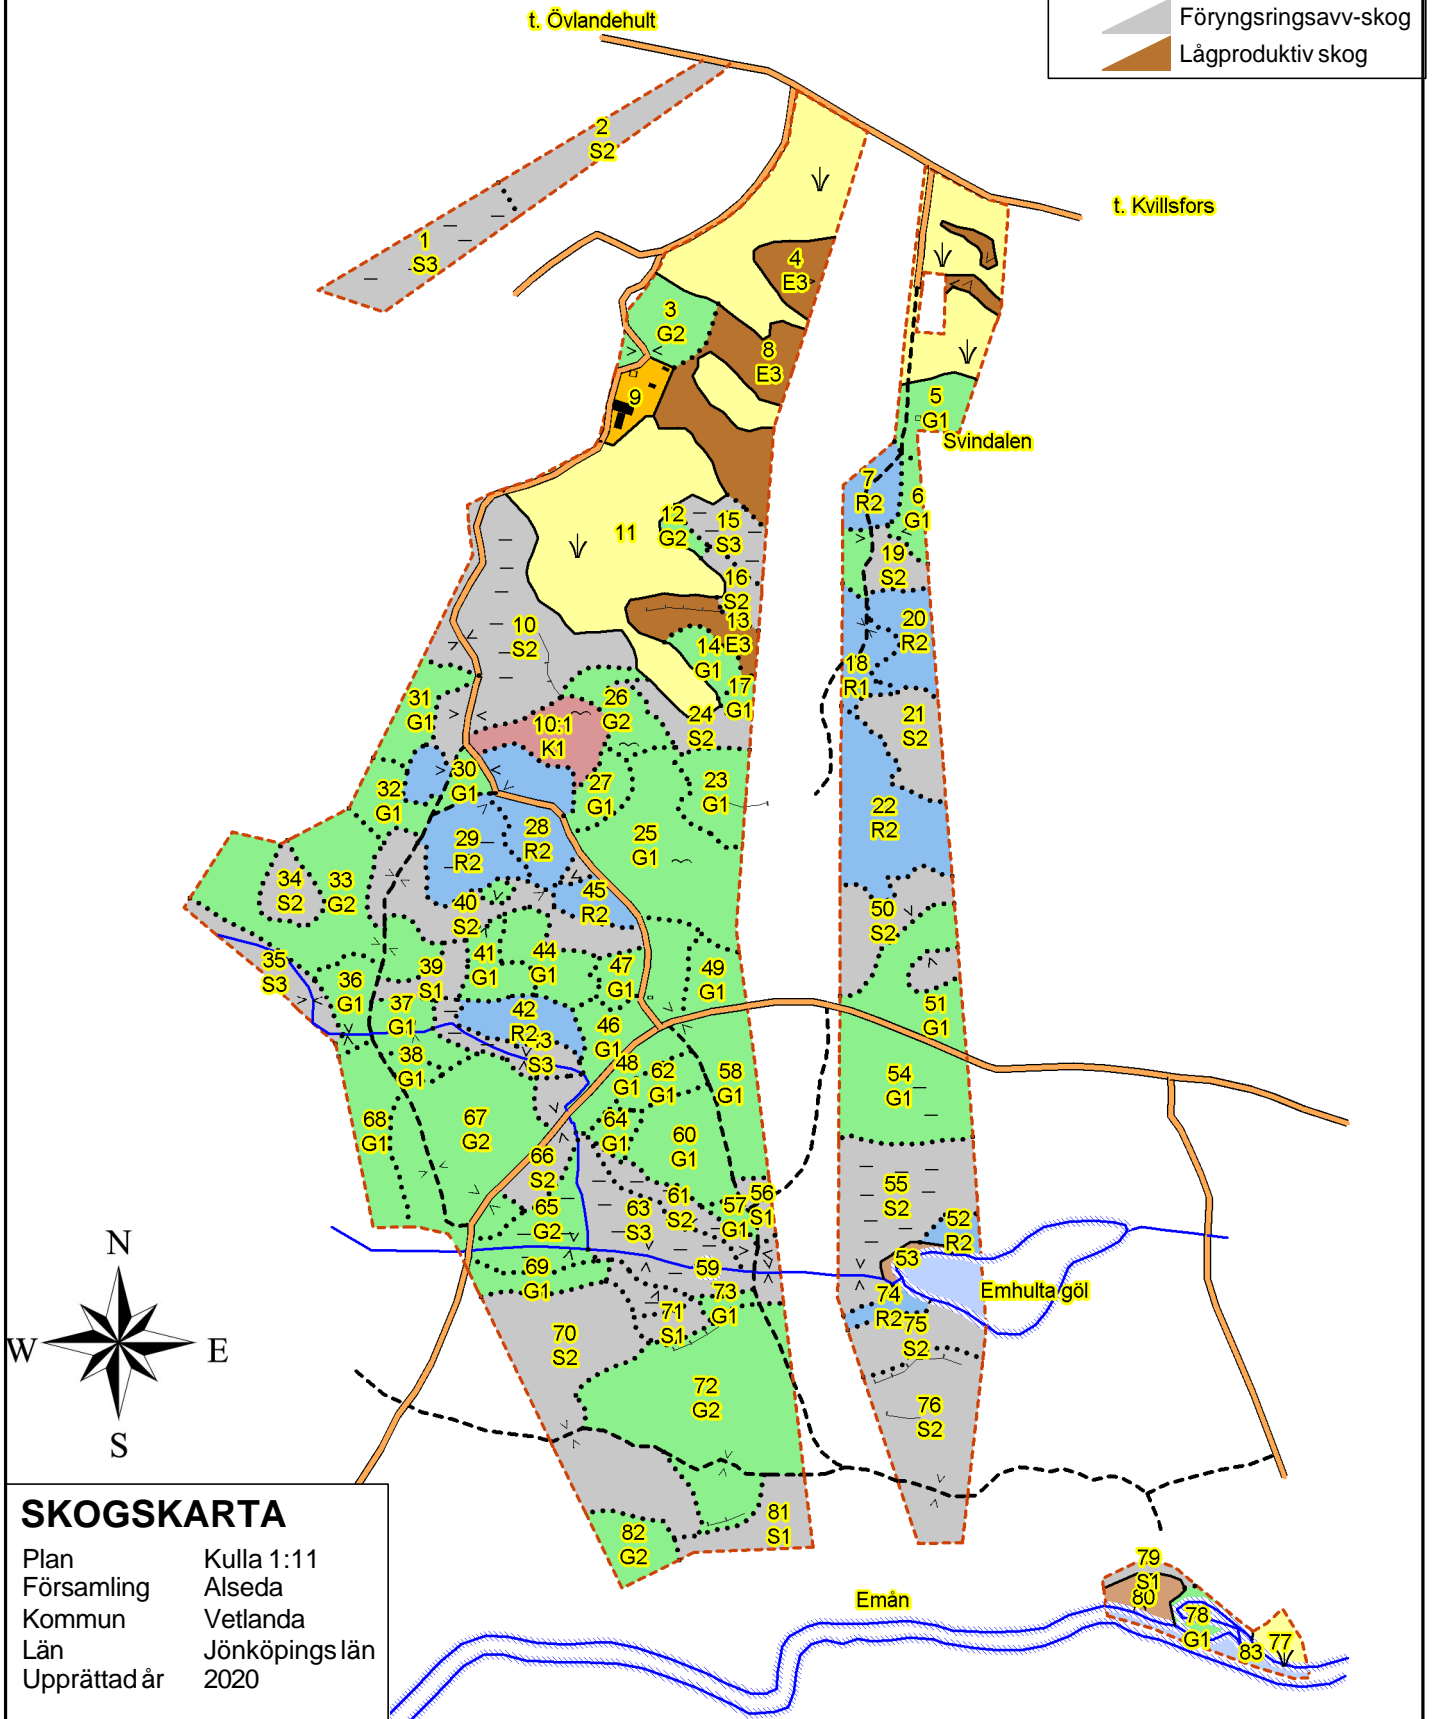 t. Övlandehult
Föryngsringsavv-skog
Lågproduktiv skog
2
S2
t. Kvillsfors
1
S3
4
E3
3
G2
8
E3
9
5
G1
Svindalen
7
R2
6
G1
12
G2
15
S3
11
19
S2
16
S2
13
E3
10
S2
20
R2
14
G1
18
R1
17
G1
31
G1
26
G2
24
S2
21
S2
10:1
K1
30
G1
27
G1
23
G1
32
G1
22
R2
29
R2
28
R2
25
G1
34
S2
33
G2
45
R2
40
S2
50
S2
35
S3
36
G1
39
S1
41
G1
44
G1
47
G1
49
G1
37
G1
42
R2
43
S3
46
G1
51
G1
38
G1
48
G1
62
G1
58
G1
54
G1
68
G1
67
G2
64
G1
60
G1
66
S2
55
S2
65
G2
63
S3
61
S2
57
G1
56
S1
52
R2
53
59
69
G1
Emhulta göl
73
G1
74
R2
75
S2
71
S1
70
S2
72
G2
76
S2
N
W
E
S
81
S1
82
G2
79
S1
80
78
G1
83
77
Emån
SKOGSKARTA
Plan Kulla 1:11
Församling Alseda
Kommun Vetlanda
Län Jönköpings län
Upprättad år 2020